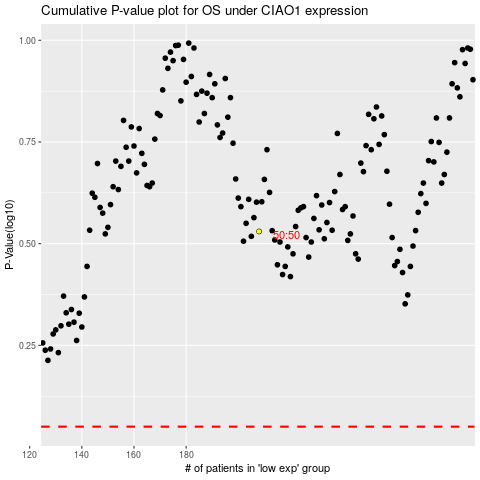 Cumulative P-value plot for OS under CIAO1 expression
1.00
0.75
0.50
0.25
P-Value(log10)
50:50
120 140 160 180
# of patients in 'low exp' group